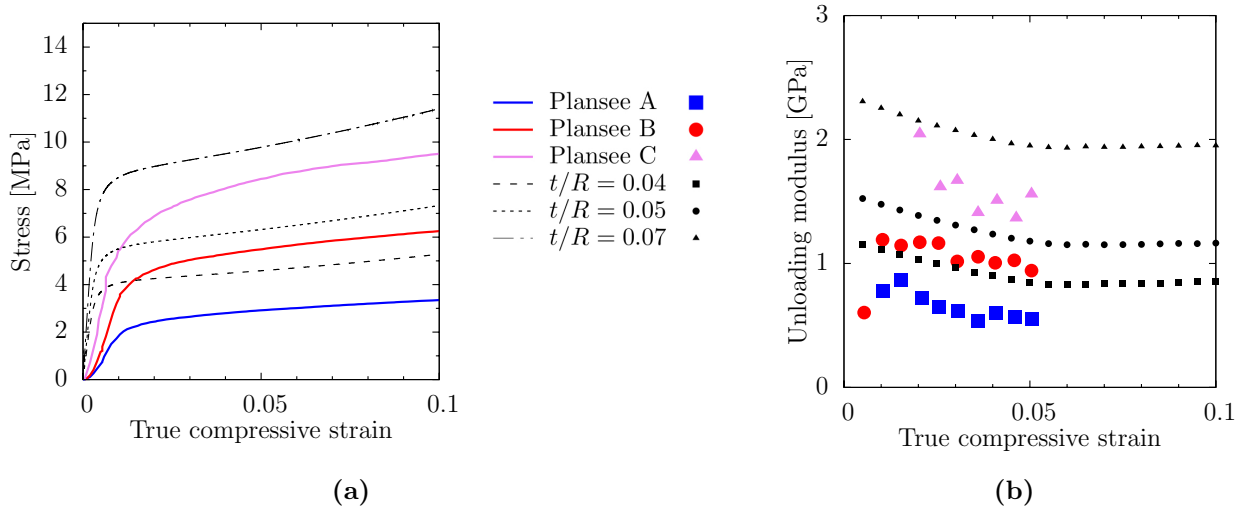 Stress [MPa]
14
12
10
8
6
4
2
0
0
0.05
0.1
True compressive strain
(a)
Plansee A
Plansee B
Plansee C
t/R = 0.04
t/R = 0.05
t/R = 0.07
Unloading modulus [GPa]
3
2
1
0
0
0.05
0.1
True compressive strain
(b)